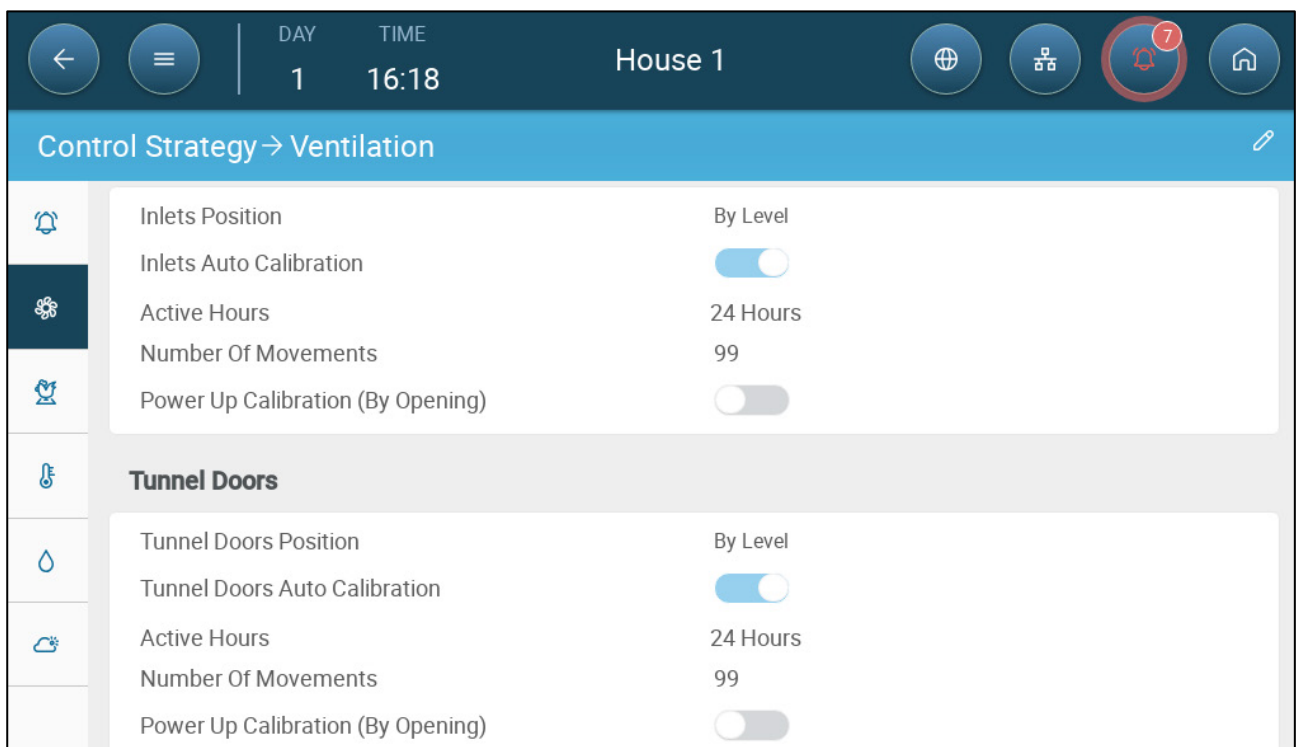 DAY TIME
1 16:18
House 1
7
Control Strategy → Ventilation
Inlets Position By Level
Inlets Auto Calibration
Active Hours 24 Hours
Number Of Movements 99
Power Up Calibration (By Opening)
Tunnel Doors
Tunnel Doors Position By Level
Tunnel Doors Auto Calibration
Active Hours 24 Hours
Number Of Movements 99
Power Up Calibration (By Opening)